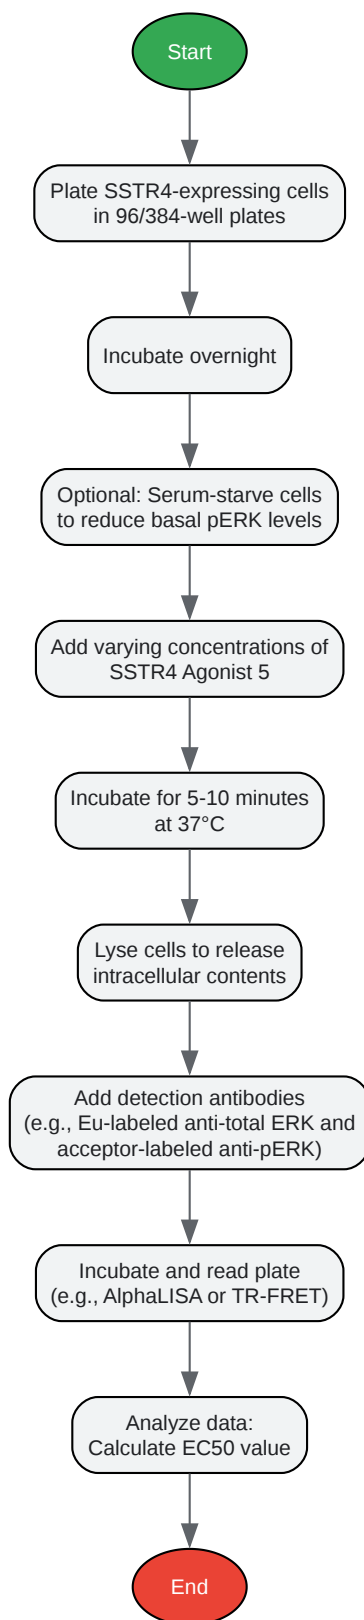 Start
Plate SSTR4-expressing cells
in 96/384-well plates
Incubate overnight
Optional: Serum-starve cells
to reduce basal pERK levels
Add varying concentrations of
SSTR4 Agonist 5
Incubate for 5-10 minutes
at 37°C
Lyse cells to release
intracellular contents
Add detection antibodies
(e.g., Eu-labeled anti-total ERK and
acceptor-labeled anti-pERK)
Incubate and read plate
(e.g., AlphaLISA or TR-FRET)
Analyze data:
Calculate EC50 value
End